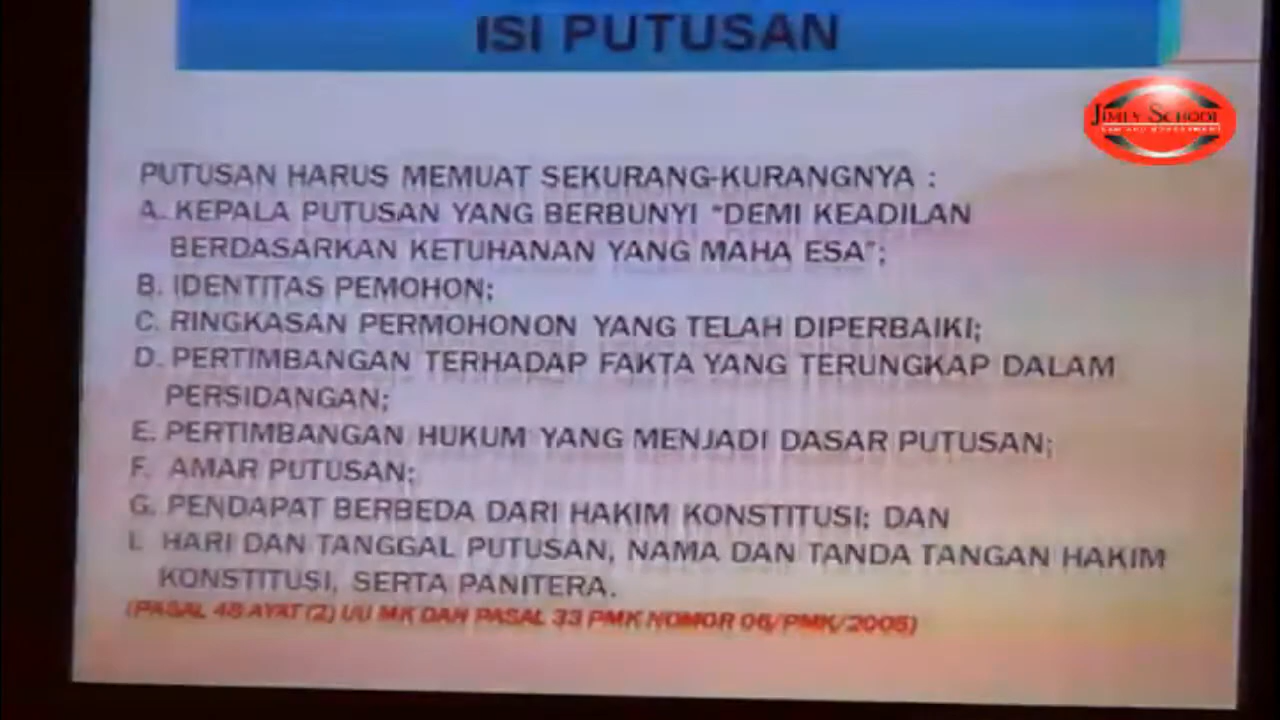 ISI PUTUSAN
JIMLY SCHOOL
LAW AND GOVERNMENT
PUTUSAN HARUS MEMUAT SEKURANG-KURANGNYA :
A. KEPALA PUTUSAN YANG BERBUNYI "DEMI KEADILAN
BERDASARKAN KETUHANAN YANG MAHA ESA";
B. IDENTITAS PEMOHON;
C. RINGKASAN PERMOHONON YANG TELAH DIPERBAIKI;
D. PERTIMBANGAN TERHADAP FAKTA YANG TERUNGKAP DALAM
PERSIDANGAN;
E. PERTIMBANGAN HUKUM YANG MENJADI DASAR PUTUSAN;
F. AMAR PUTUSAN;
G. PENDAPAT BERBEDA DARI HAKIM KONSTITUSI; DAN
I. HARI DAN TANGGAL PUTUSAN, NAMA DAN TANDA TANGAN HAKIM
KONSTITUSI, SERTA PANITERA.
(PASAL 48 AYAT (2) UU MK DAN PASAL 33 PMK NOMOR 06/PMK/2005)